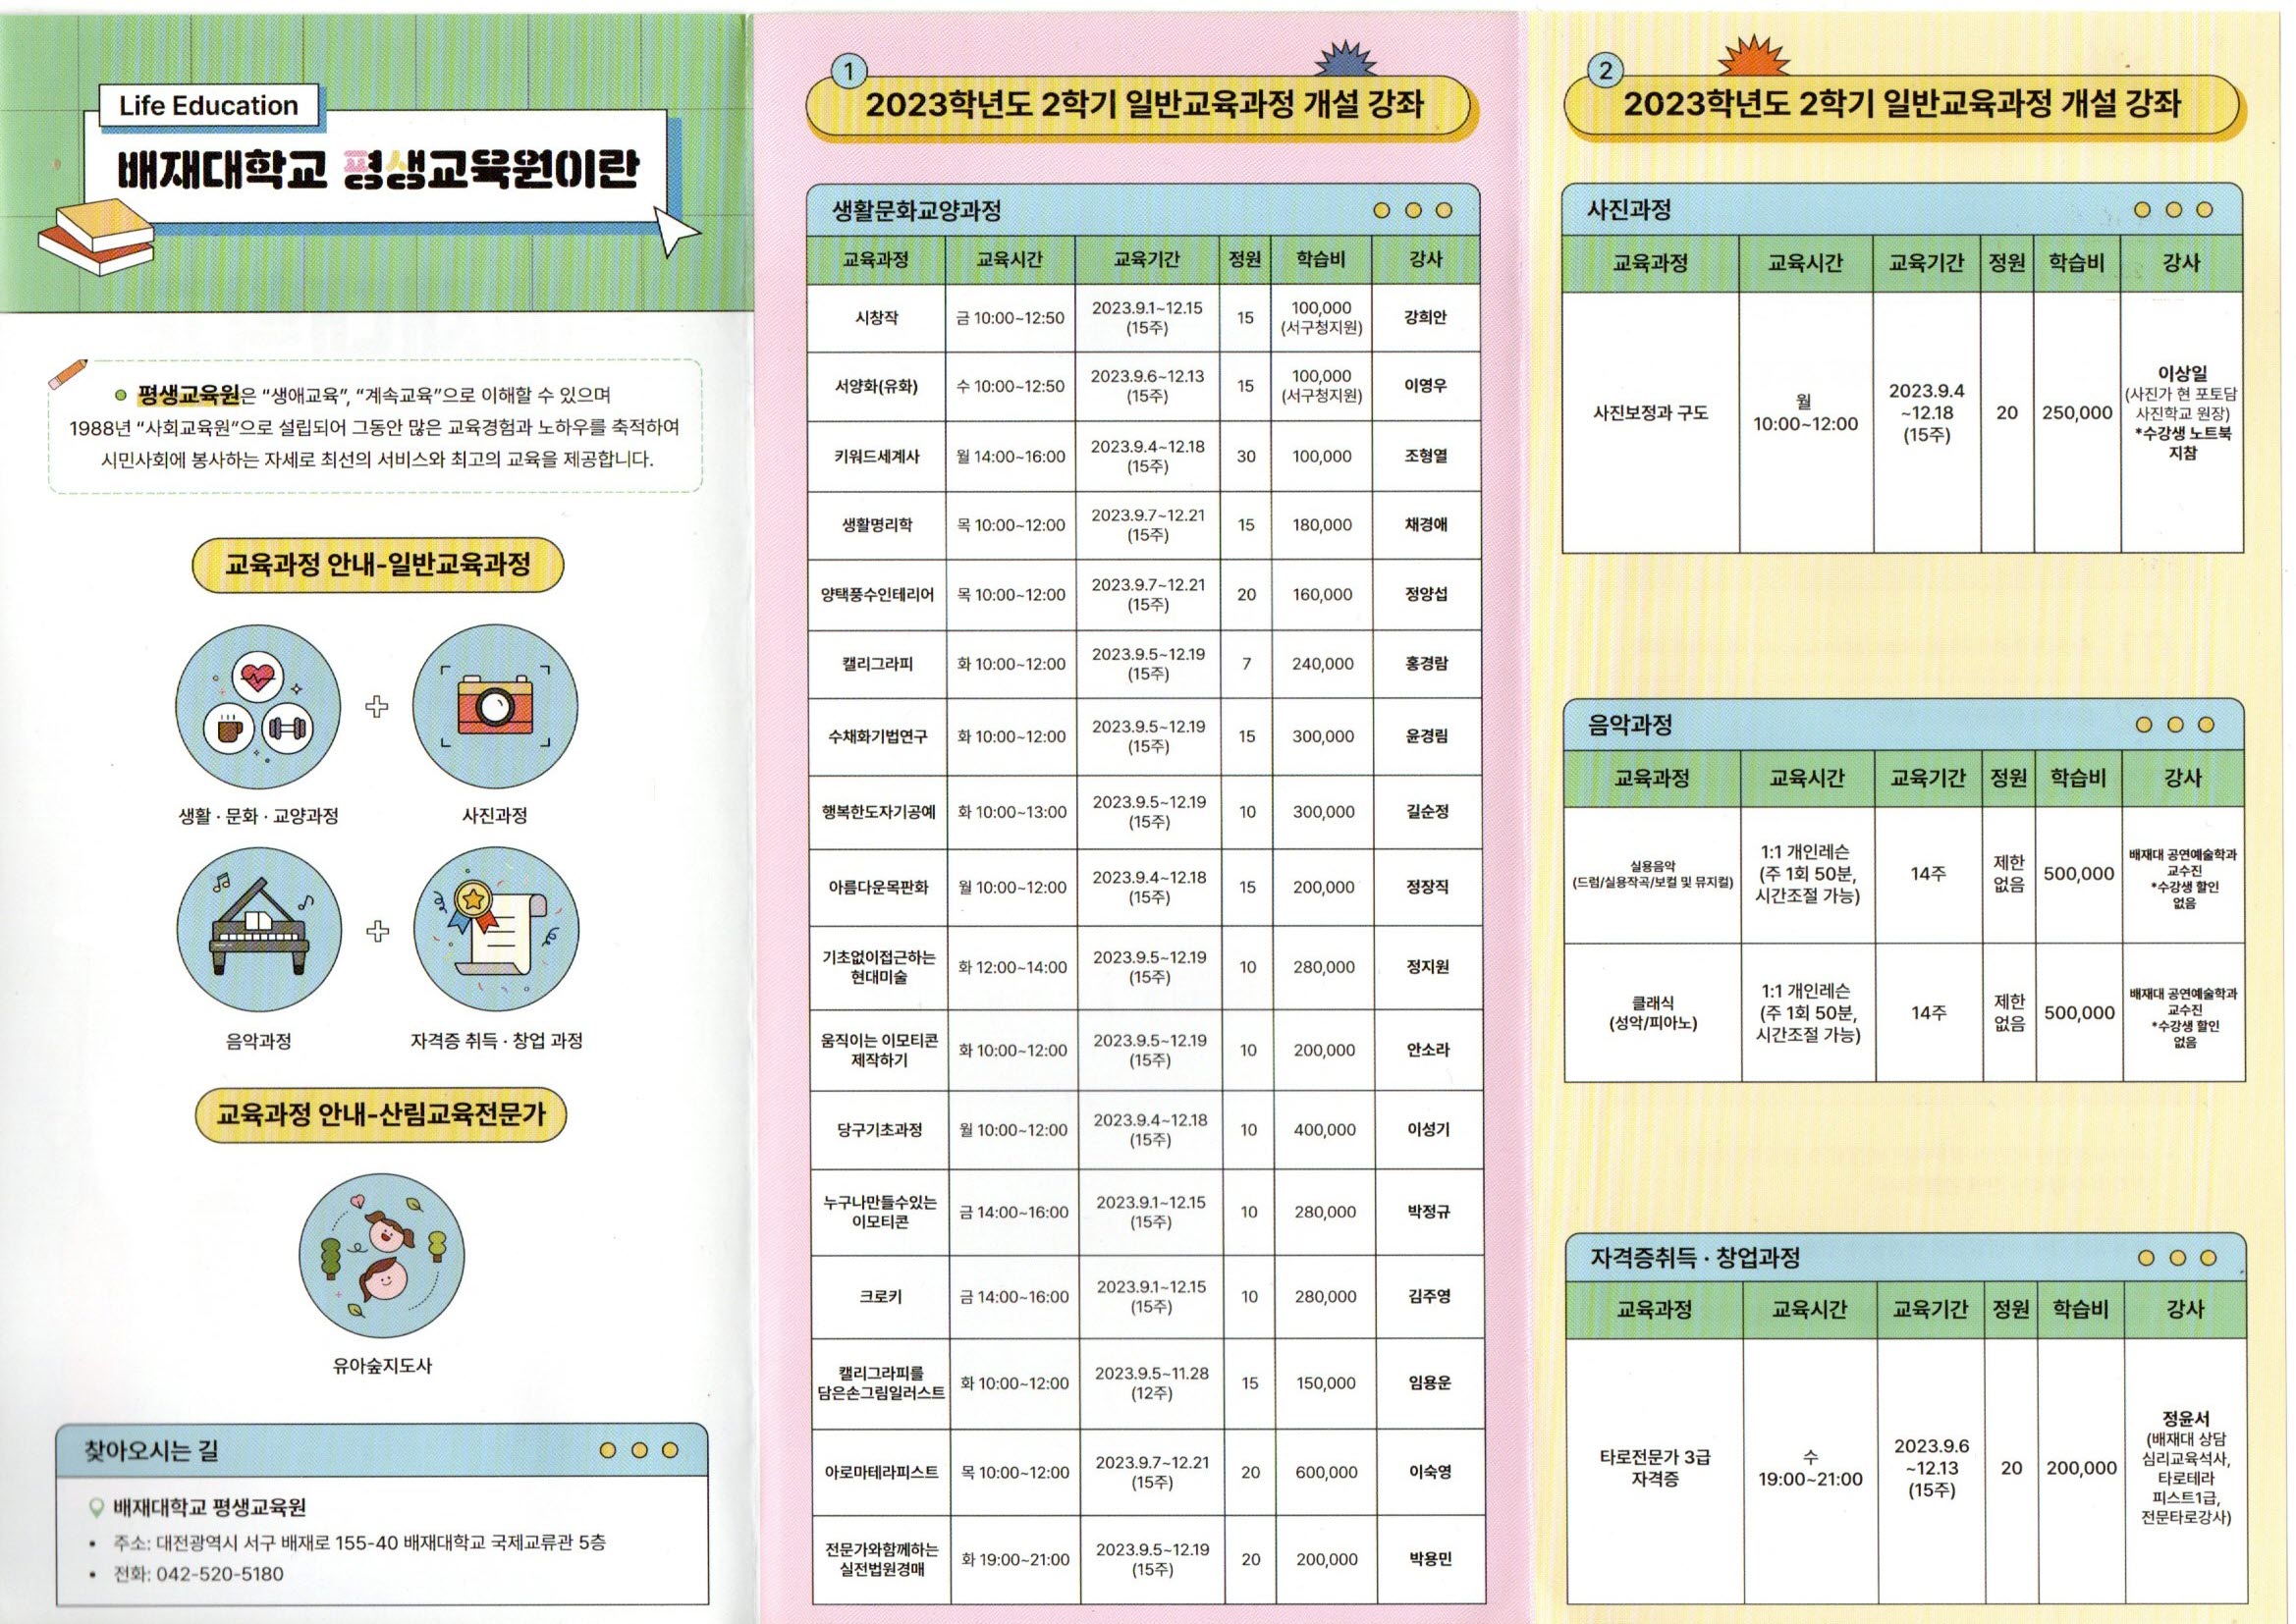 Life Education
배재대학교 평생교육원이란
평생교육원은 “생애교육”, “계속교육”으로 이해할 수 있으며
1988년 “사회교육원”으로 설립되어 그동안 많은 교육경험과 노하우를 축적하여
시민사회에 봉사하는 자세로 최선의 서비스와 최고의 교육을 제공합니다.
교육과정 안내-일반교육과정
생활 · 문화 · 교양과정
사진과정
음악과정
자격증 취득 · 창업 과정
교육과정 안내-산림교육전문가
유아숲지도사
찾아오시는 길
배재대학교 평생교육원
• 주소: 대전광역시 서구 배재로 155-40 배재대학교 국제교류관 5층
• 전화: 042-520-5180
1
2023학년도 2학기 일반교육과정 개설 강좌
생활문화교양과정
교육과정 교육시간 교육기간 정원 학습비 강사
시창작 금 10:00~12:50 2023.9.1~12.15 (15주) 15 100,000 (서구청지원) 강희안
서양화(유화) 수 10:00~12:50 2023.9.6~12.13 (15주) 15 100,000 (서구청지원) 이영우
키워드세계사 월 14:00~16:00 2023.9.4~12.18 (15주) 30 100,000 조형열
생활명리학 목 10:00~12:00 2023.9.7~12.21 (15주) 15 180,000 채경애
양택풍수인테리어 목 10:00~12:00 2023.9.7~12.21 (15주) 20 160,000 정양섭
캘리그라피 화 10:00~12:00 2023.9.5~12.19 (15주) 7 240,000 홍경람
수채화기법연구 화 10:00~12:00 2023.9.5~12.19 (15주) 15 300,000 윤경림
행복한도자기공예 화 10:00~13:00 2023.9.5~12.19 (15주) 10 300,000 길순정
아름다운목판화 월 10:00~12:00 2023.9.4~12.18 (15주) 15 200,000 정장직
기초없이접근하는 현대미술 화 12:00~14:00 2023.9.5~12.19 (15주) 10 280,000 정지원
움직이는 이모티콘 제작하기 화 10:00~12:00 2023.9.5~12.19 (15주) 10 200,000 안소라
당구기초과정 월 10:00~12:00 2023.9.4~12.18 (15주) 10 400,000 이성기
누구나만들수있는 이모티콘 금 14:00~16:00 2023.9.1~12.15 (15주) 10 280,000 박정규
크로키 금 14:00~16:00 2023.9.1~12.15 (15주) 10 280,000 김주영
캘리그라피를 담은손그림일러스트 화 10:00~12:00 2023.9.5~11.28 (12주) 15 150,000 임용운
아로마테라피스트 목 10:00~12:00 2023.9.7~12.21 (15주) 20 600,000 이숙영
전문가와함께하는 실전법원경매 화 19:00~21:00 2023.9.5~12.19 (15주) 20 200,000 박용민
2
2023학년도 2학기 일반교육과정 개설 강좌
사진과정
교육과정 교육시간 교육기간 정원 학습비 강사
사진보정과 구도 월 10:00~12:00 2023.9.4 ~12.18 (15주) 20 250,000 이상일 (사진가 현 포토담 사진학교 원장) *수강생 노트북 지참
음악과정
교육과정 교육시간 교육기간 정원 학습비 강사
실용음악 (드럼/실용작곡/보컬 및 뮤지컬) 1:1 개인레슨 (주 1회 50분, 시간조절 가능) 14주 제한 없음 500,000 배재대 공연예술학과 교수진 *수강생 할인 없음
클래식 (성악/피아노) 1:1 개인레슨 (주 1회 50분, 시간조절 가능) 14주 제한 없음 500,000 배재대 공연예술학과 교수진 *수강생 할인 없음
자격증취득 · 창업과정
교육과정 교육시간 교육기간 정원 학습비 강사
타로전문가 3급 자격증 수 19:00~21:00 2023.9.6 ~12.13 (15주) 20 200,000 정윤서 (배재대 상담 심리교육석사, 타로테라 피스트1급, 전문타로강사)